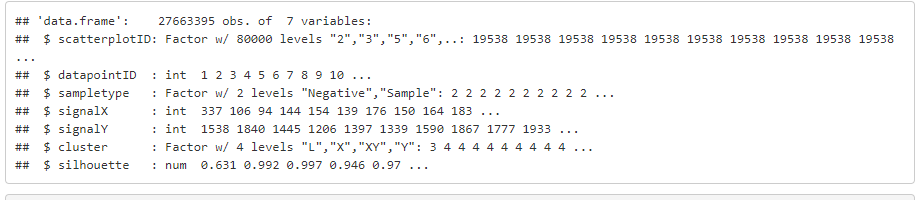 ## 'data.frame':    27663395 obs. of  7 variables:
##  $ scatterplotID: Factor w/ 80000 levels "2","3","5","6",..: 19538 19538 19538 19538 19538 19538 19538 19538 19538 19538
...
##  $ datapointID  : int  1 2 3 4 5 6 7 8 9 10 ...
##  $ sampletype   : Factor w/ 2 levels "Negative","Sample": 2 2 2 2 2 2 2 2 2 2 ...
##  $ signalX      : int  337 106 94 144 154 139 176 150 164 183 ...
##  $ signalY      : int  1538 1840 1445 1206 1397 1339 1590 1867 1777 1933 ...
##  $ cluster      : Factor w/ 4 levels "L","X","XY","Y": 3 4 4 4 4 4 4 4 4 4 ...
##  $ silhouette   : num  0.631 0.992 0.997 0.946 0.97 ...